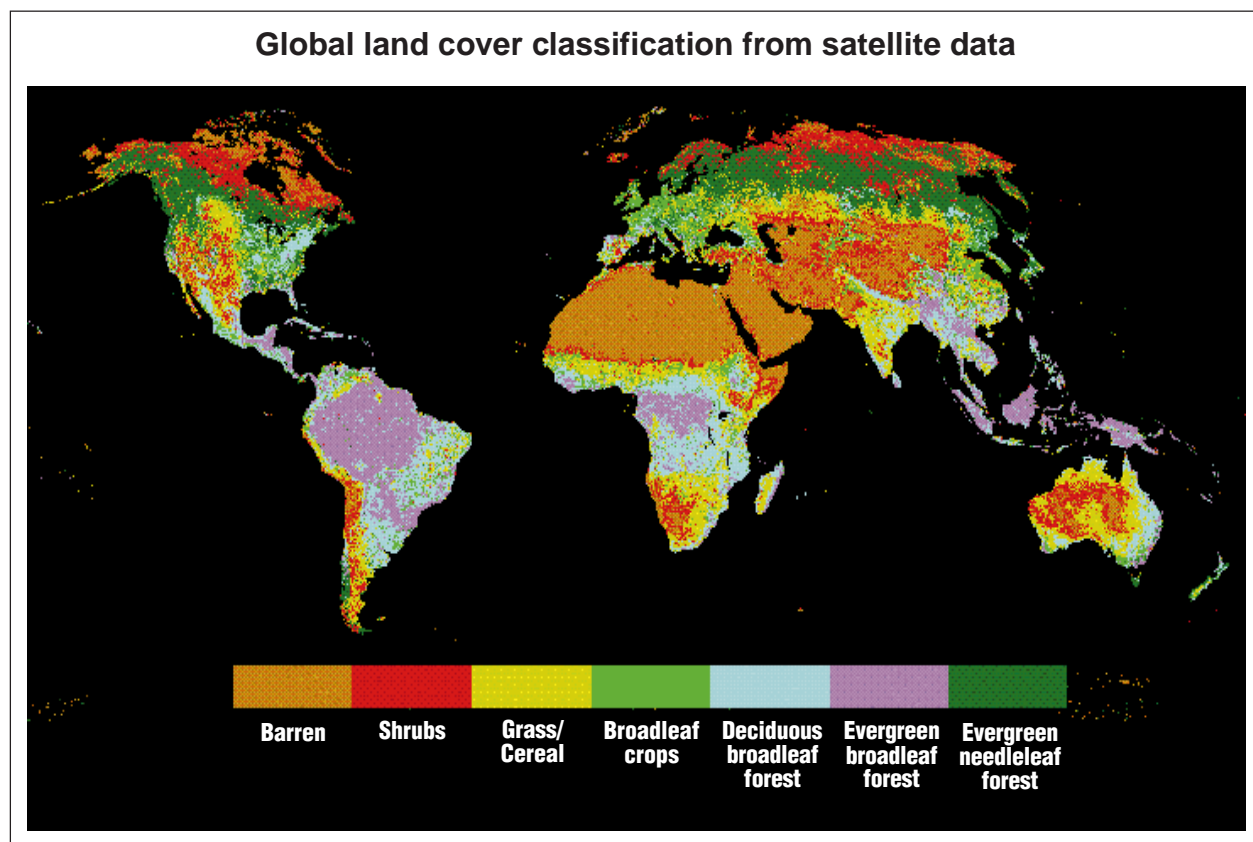 Global land cover classification from satellite data
Barren
Shrubs
Grass/
Cereal
Broadleaf
crops
Deciduous
broadleaf
forest
Evergreen
broadleaf
forest
Evergreen
needleleaf
forest